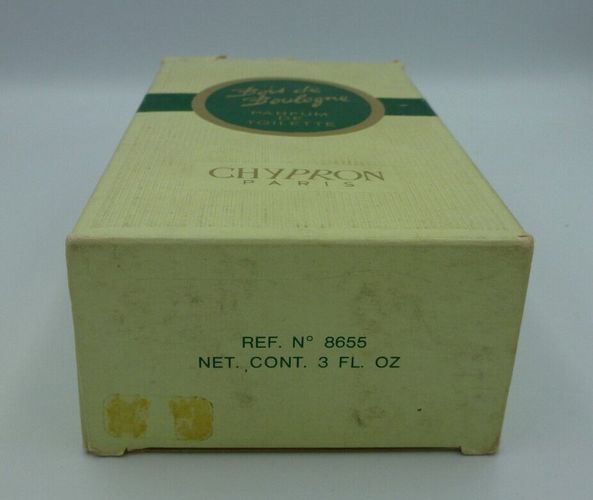 Bois de
Boulogne
PARFUM
DE
TOILETTE
CHYPRON
PARIS
REF. N° 8655
NET. CONT. 3 FL. OZ